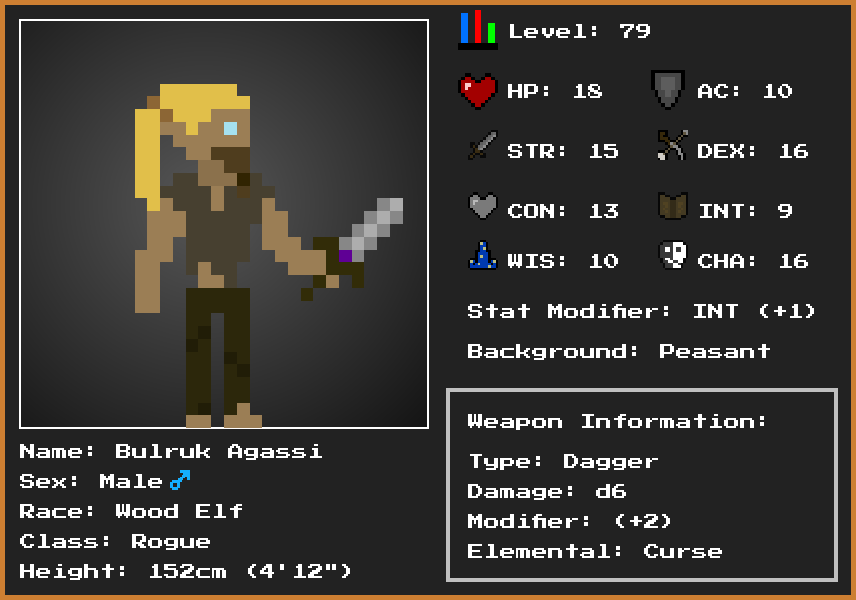 Level: 79
HP: 18
AC: 10
STR: 15
DEX: 16
CON: 13
INT: 9
WIS: 10
CHA: 16
Stat Modifier: INT (+1)
Background: Peasant
Weapon Information:
Type: Dagger
Damage: d6
Modifier: (+2)
Elemental: Curse
Name: Bulruk Agassi
Sex: Male♂
Race: Wood Elf
Class: Rogue
Height: 152cm (4'12")